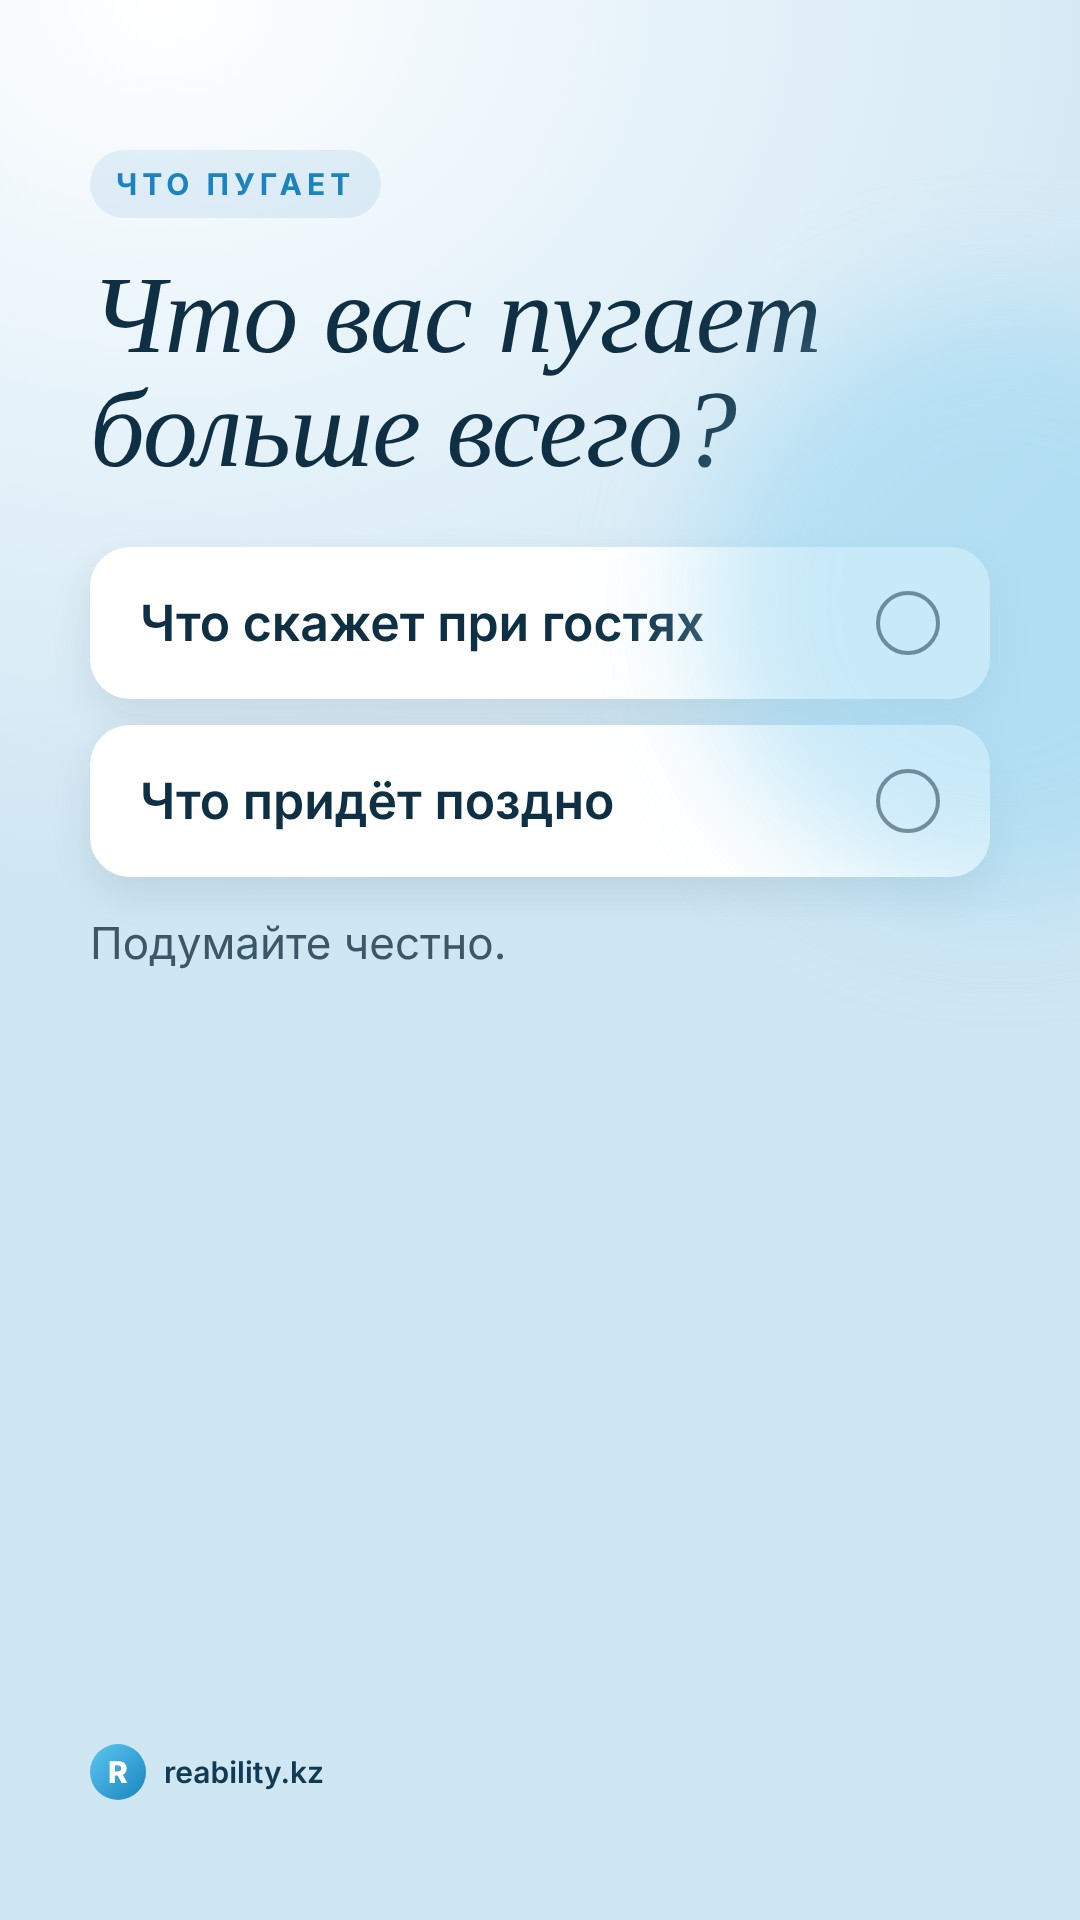 ЧТО ПУГАЕТ
Что вас пугает
больше всего?
Что скажет при гостях
Что придёт поздно
Подумайте честно.
R reability.kz